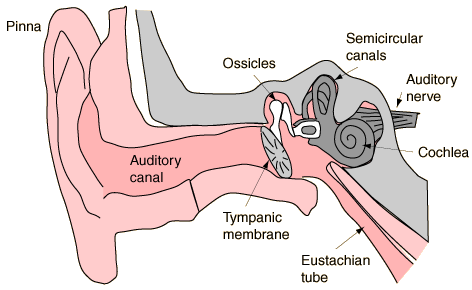 Pinna
Semicircular
canals
Ossicles
Auditory
nerve
Auditory
canal
Cochlea
Tympanic
membrane
Eustachian
tube